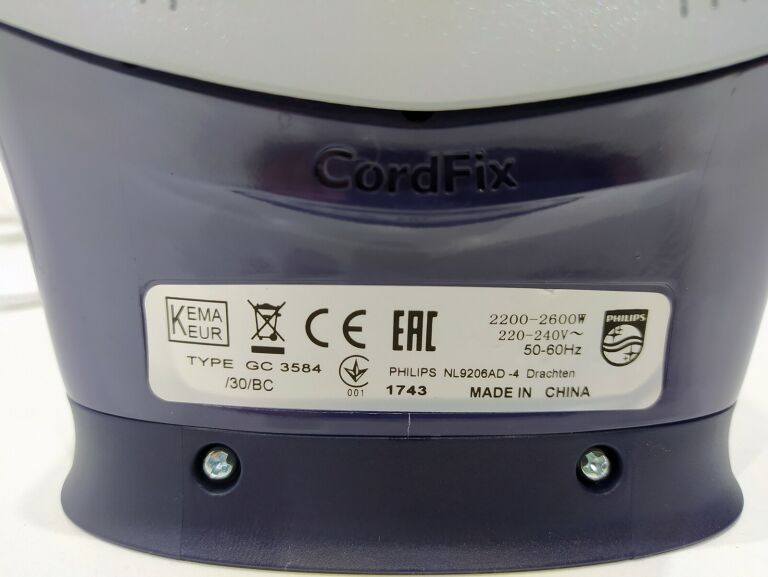 CordFix
KEMA
EUR
CE
EAC
2200-2600W
220-240V~
50-60Hz
PHILIPS
TYPE GC 3584
/30/BC
001
PHILIPS NL9206AD -4 Drachten
1743 MADE IN CHINA